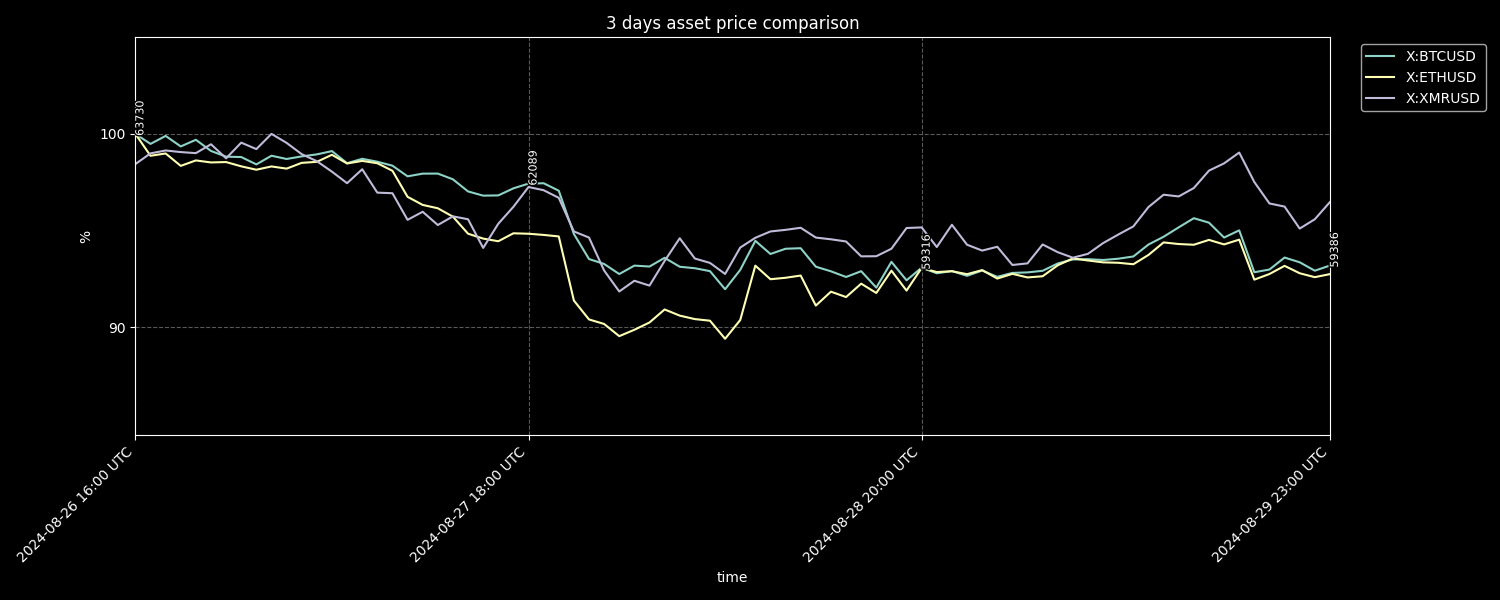 3 days asset price comparison
X:BTCUSD
X:ETHUSD
X:XMRUSD
63730
62089
59316
59386
100
90
%
2024-08-26 16:00 UTC
2024-08-27 18:00 UTC
2024-08-28 20:00 UTC
2024-08-29 23:00 UTC
time